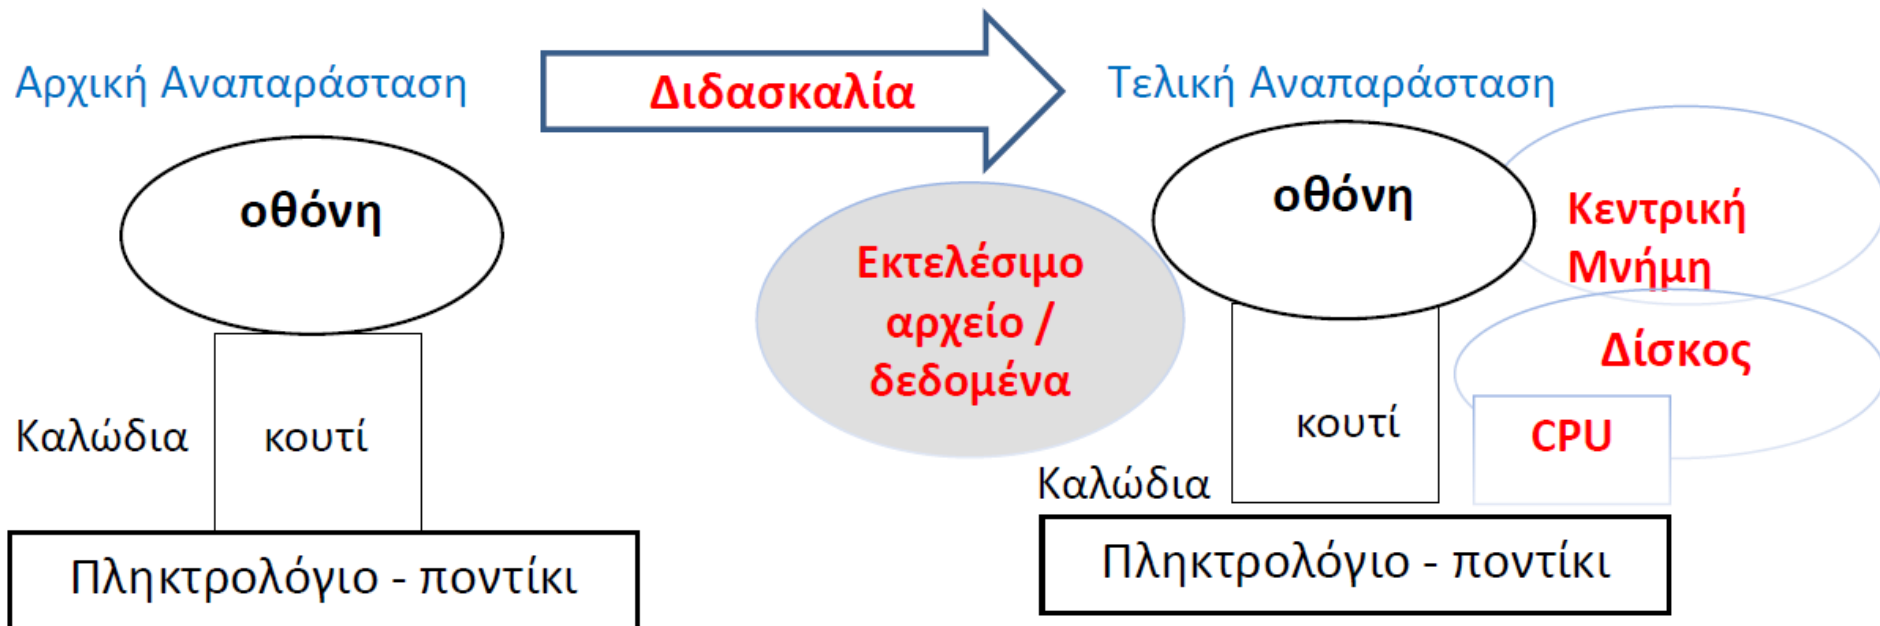 Αρχική Αναπαράσταση
Διδασκαλία
Τελική Αναπαράσταση
οθόνη
Καλώδια
κουτί
Πληκτρολόγιο - ποντίκι
Εκτελέσιμο
αρχείο /
δεδομένα
οθόνη
Κεντρική
Μνήμη
Δίσκος
κουτί
CPU
Καλώδια
Πληκτρολόγιο - ποντίκι